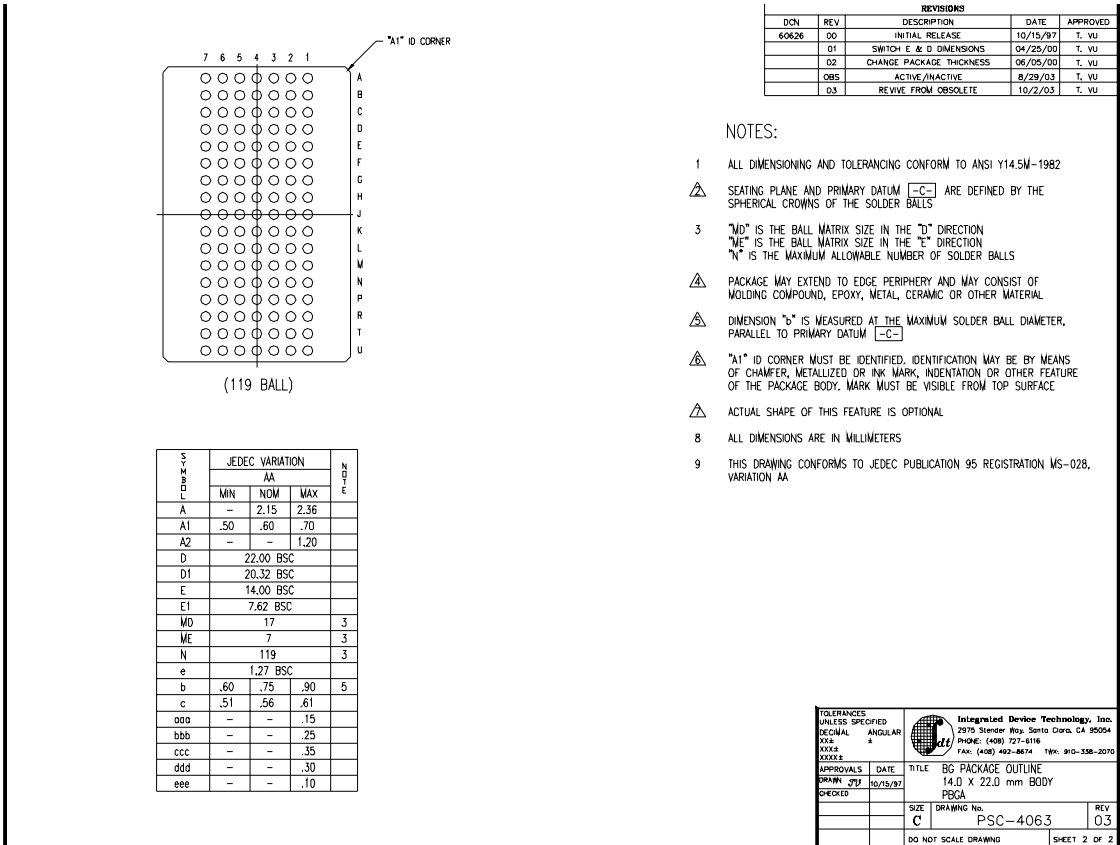 "A1" ID CORNER
7 6 5 4 3 2 1
A
B
C
D
E
F
G
H
J
K
L
M
N
P
R
T
U
(119 BALL)
SYMBOL JEDEC VARIATION NOTE
AA
MIN NOM MAX
A – 2.15 2.36
A1 .50 .60 .70
A2 – – 1.20
D 22.00 BSC
D1 20.32 BSC
E 14.00 BSC
E1 7.62 BSC
MD 17 3
ME 7 3
N 119 3
e 1.27 BSC
b .60 .75 .90 5
c .51 .56 .61
aaa – – .15
bbb – – .25
ccc – – .35
ddd – – .30
eee – – .10
REVISIONS
DCN REV DESCRIPTION DATE APPROVED
60626 00 INITIAL RELEASE 10/15/97 T. VU
01 SWITCH E & D DIMENSIONS 04/25/00 T. VU
02 CHANGE PACKAGE THICKNESS 06/05/00 T. VU
OBS ACTIVE/INACTIVE 8/29/03 T. VU
03 REVIVE FROM OBSOLETE 10/2/03 T. VU
NOTES:
1 ALL DIMENSIONING AND TOLERANCING CONFORM TO ANSI Y14.5M-1982
2 SEATING PLANE AND PRIMARY DATUM -C- ARE DEFINED BY THE
SPHERICAL CROWNS OF THE SOLDER BALLS
3 "MD" IS THE BALL MATRIX SIZE IN THE "D" DIRECTION
"ME" IS THE BALL MATRIX SIZE IN THE "E" DIRECTION
"N" IS THE MAXIMUM ALLOWABLE NUMBER OF SOLDER BALLS
4 PACKAGE MAY EXTEND TO EDGE PERIPHERY AND MAY CONSIST OF
MOLDING COMPOUND, EPOXY, METAL, CERAMIC OR OTHER MATERIAL
5 DIMENSION "b" IS MEASURED AT THE MAXIMUM SOLDER BALL DIAMETER,
PARALLEL TO PRIMARY DATUM -C-
6 "A1" ID CORNER MUST BE IDENTIFIED. IDENTIFICATION MAY BE BY MEANS
OF CHAMFER, METALLIZED OR INK MARK, INDENTATION OR OTHER FEATURE
OF THE PACKAGE BODY. MARK MUST BE VISIBLE FROM TOP SURFACE
7 ACTUAL SHAPE OF THIS FEATURE IS OPTIONAL
8 ALL DIMENSIONS ARE IN MILLIMETERS
9 THIS DRAWING CONFORMS TO JEDEC PUBLICATION 95 REGISTRATION MS-028,
VARIATION AA
TOLERANCES
UNLESS SPECIFIED
DECIMAL ANGULAR
XX± ±
XXX±
XXXX±
idt
Integrated Device Technology, Inc.
2975 Stender Way, Santa Clara, CA 95054
PHONE: (408) 727-6116
FAX: (408) 492-8674 TWX: 910-338-2070
APPROVALS DATE
DRAWN 10/15/97
CHECKED
TITLE BG PACKAGE OUTLINE
14.0 X 22.0 mm BODY
PBGA
SIZE DRAWING No. REV
C PSC-4063 03
DO NOT SCALE DRAWING SHEET 2 OF 2